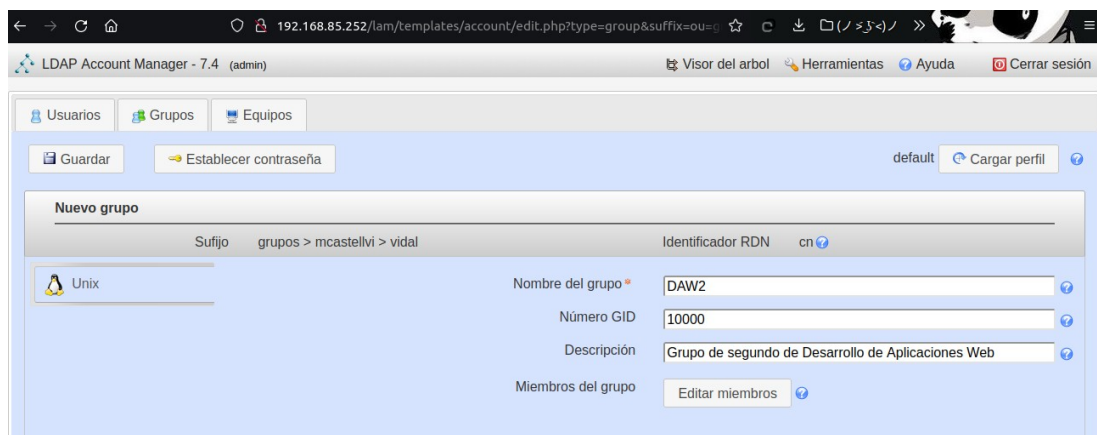 192.168.85.252/lam/templates/account/edit.php?type=group&suffix=ou=g
LDAP Account Manager - 7.4 (admin) Visor del arbol Herramientas Ayuda Cerrar sesión
Usuarios Grupos Equipos
Guardar Establecer contraseña default Cargar perfil
Nuevo grupo
Sufijo grupos > mcastellvi > vidal Identificador RDN cn
Unix
Nombre del grupo DAW2
Número GID 10000
Descripción Grupo de segundo de Desarrollo de Aplicaciones Web
Miembros del grupo Editar miembros